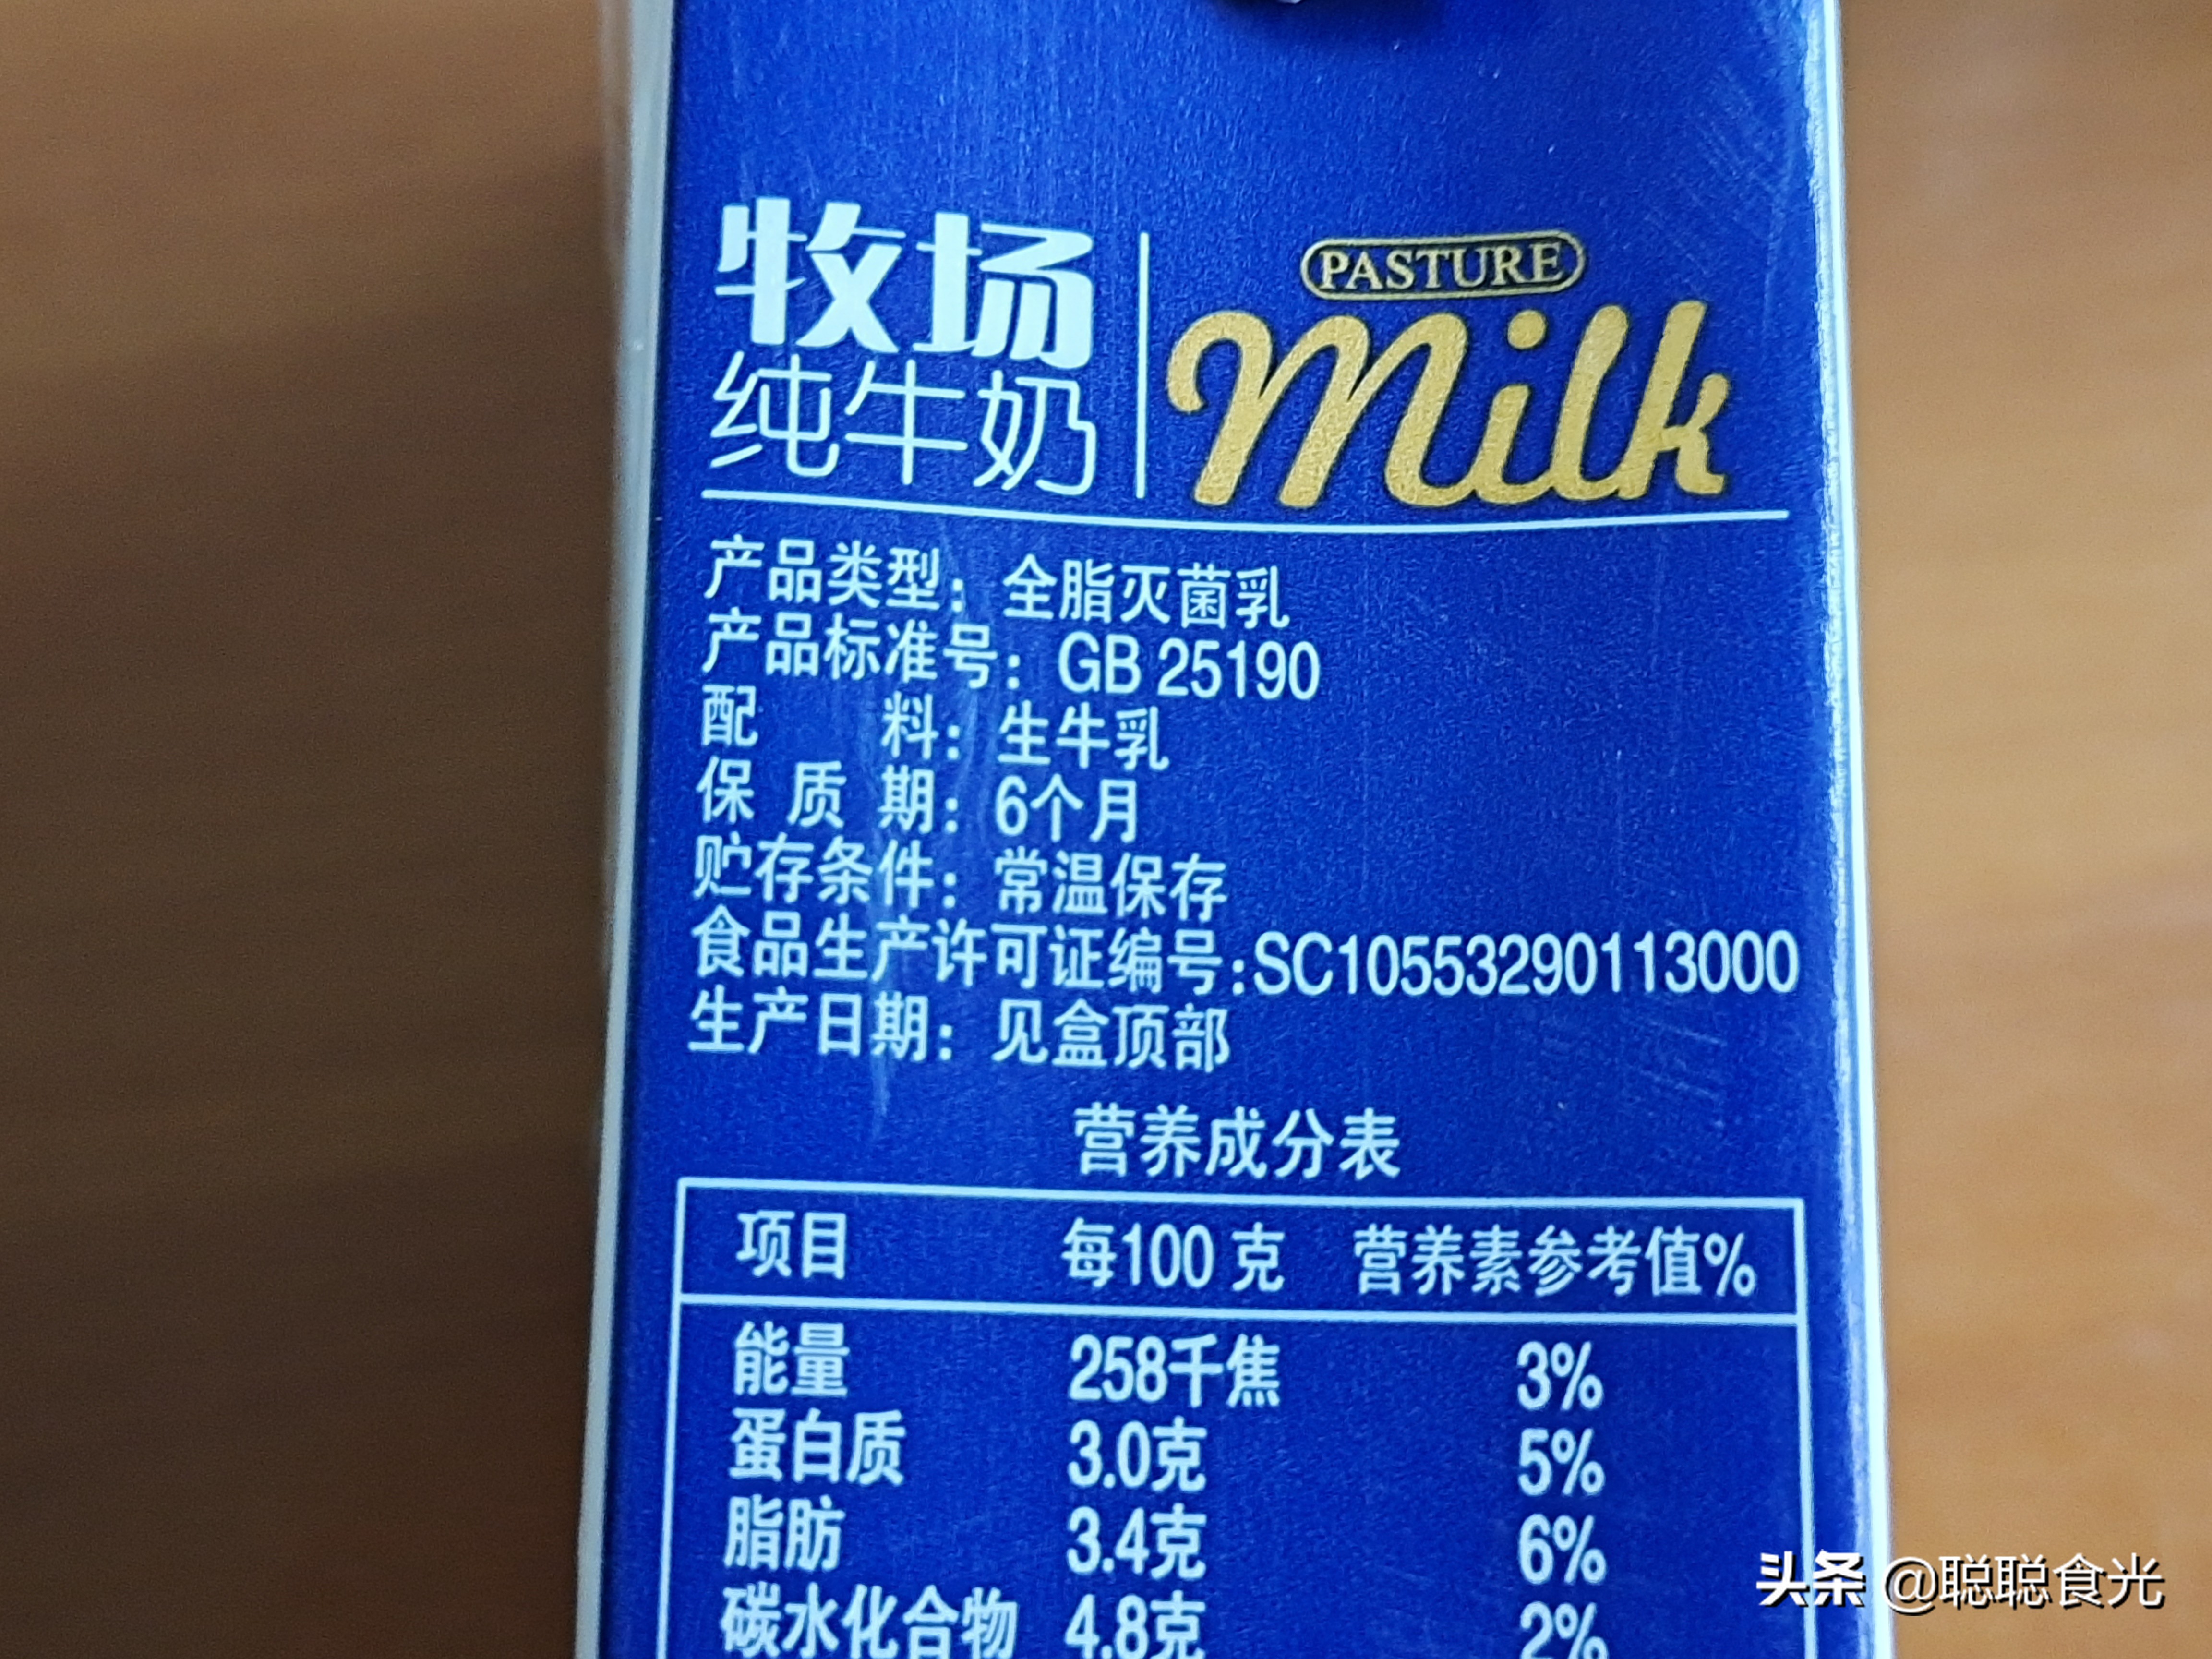 牧场
纯牛奶
PASTURE
Milk
产品类型：全脂灭菌乳
产品标准号：GB 25190
配料：生牛乳
保质期：6个月
贮存条件：常温保存
食品生产许可证编号:SC10553290113000
生产日期：见盒顶部
营养成分表
项目 每100 克 营养素参考值%
能量 258千焦 3%
蛋白质 3.0克 5%
脂肪 3.4克 6%
碳水化合物 4.8克 2%
头条 @聪聪食光